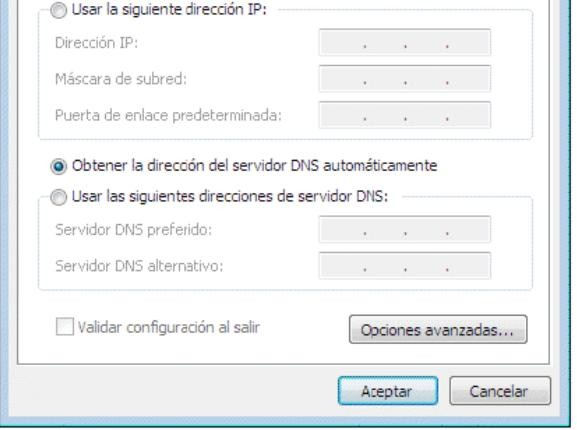 Usar la siguiente dirección IP:
Dirección IP:
Máscara de subred:
Puerta de enlace predeterminada:
Obtener la dirección del servidor DNS automáticamente
Usar las siguientes direcciones de servidor DNS:
Servidor DNS preferido:
Servidor DNS alternativo:
Validar configuración al salir
Opciones avanzadas...
Aceptar
Cancelar